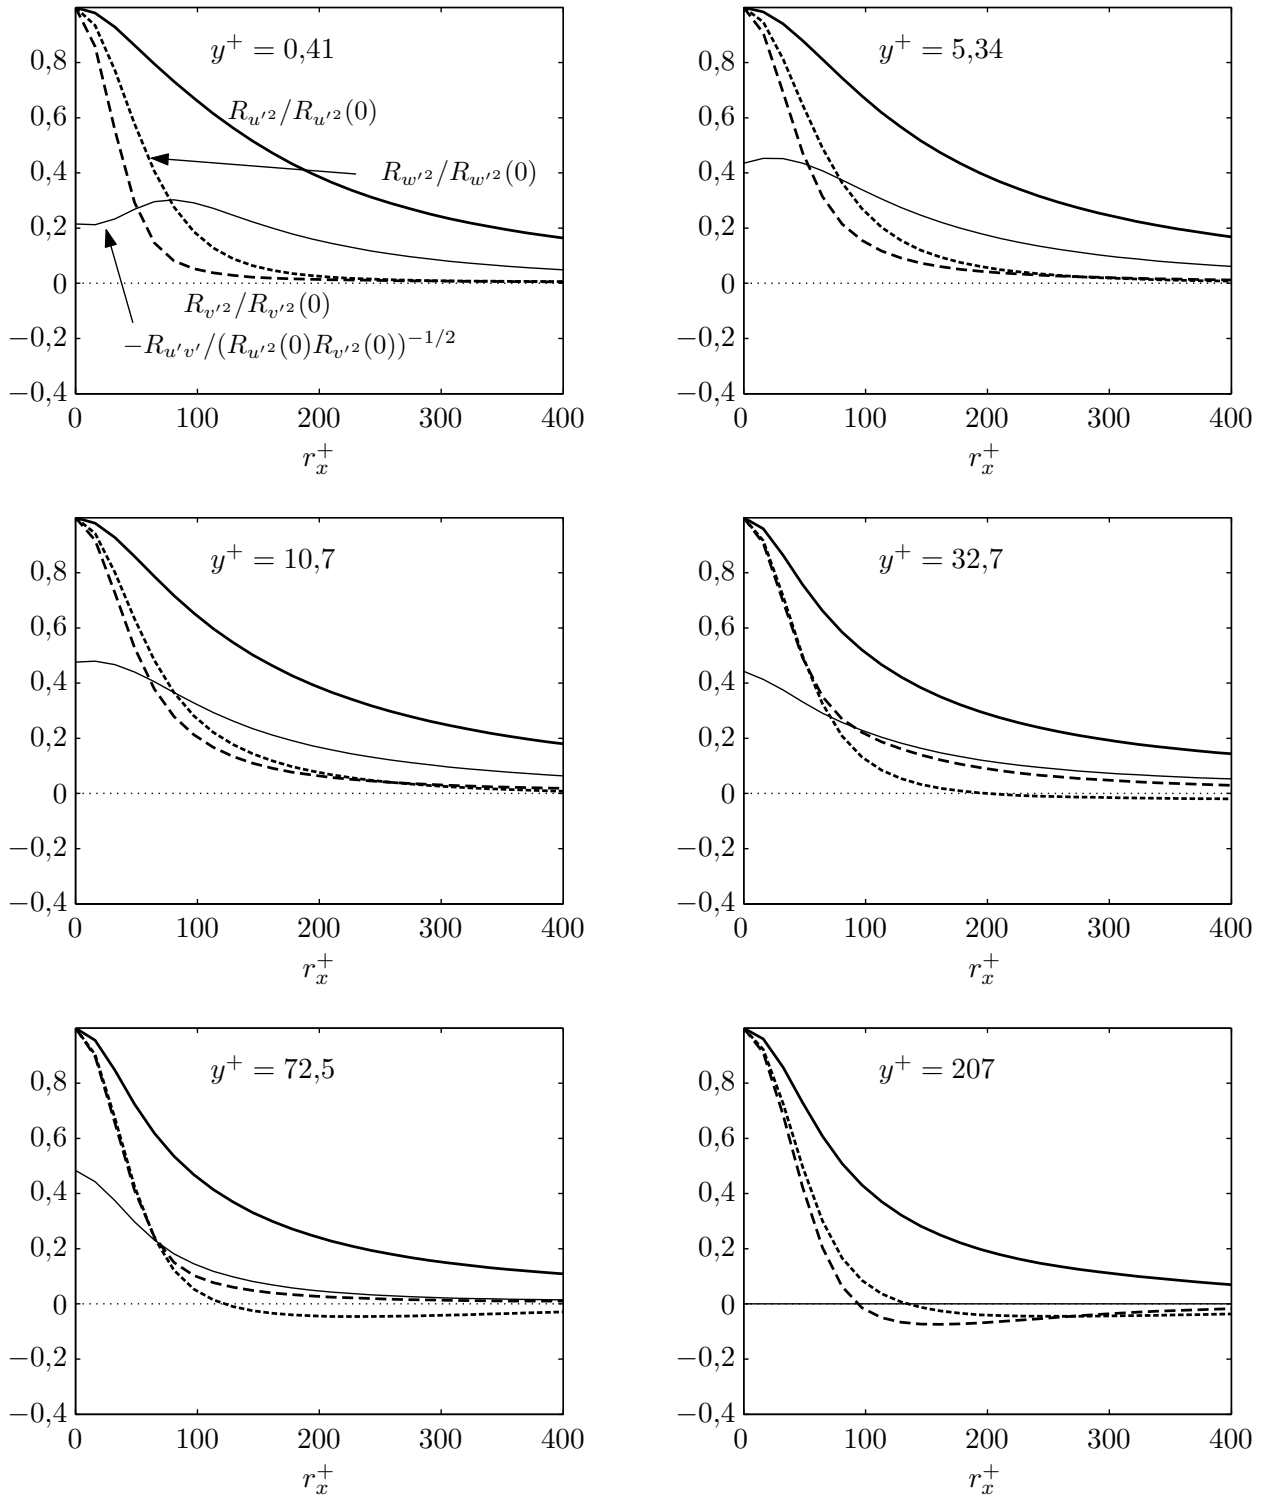 y⁺ = 0,41
0,8
0,6
0,4
0,2
0
−0,2
−0,4
R_{u′²}/R_{u′²}(0)
R_{w′²}/R_{w′²}(0)
R_{v′²}/R_{v′²}(0)
−R_{u′v′}/(R_{u′²}(0)R_{v′²}(0))^{−1/2}
0 100 200 300 400
r_x^+
y⁺ = 5,34
0,8
0,6
0,4
0,2
0
−0,2
−0,4
0 100 200 300 400
r_x^+
y⁺ = 10,7
0,8
0,6
0,4
0,2
0
−0,2
−0,4
0 100 200 300 400
r_x^+
y⁺ = 32,7
0,8
0,6
0,4
0,2
0
−0,2
−0,4
0 100 200 300 400
r_x^+
y⁺ = 72,5
0,8
0,6
0,4
0,2
0
−0,2
−0,4
0 100 200 300 400
r_x^+
y⁺ = 207
0,8
0,6
0,4
0,2
0
−0,2
−0,4
0 100 200 300 400
r_x^+